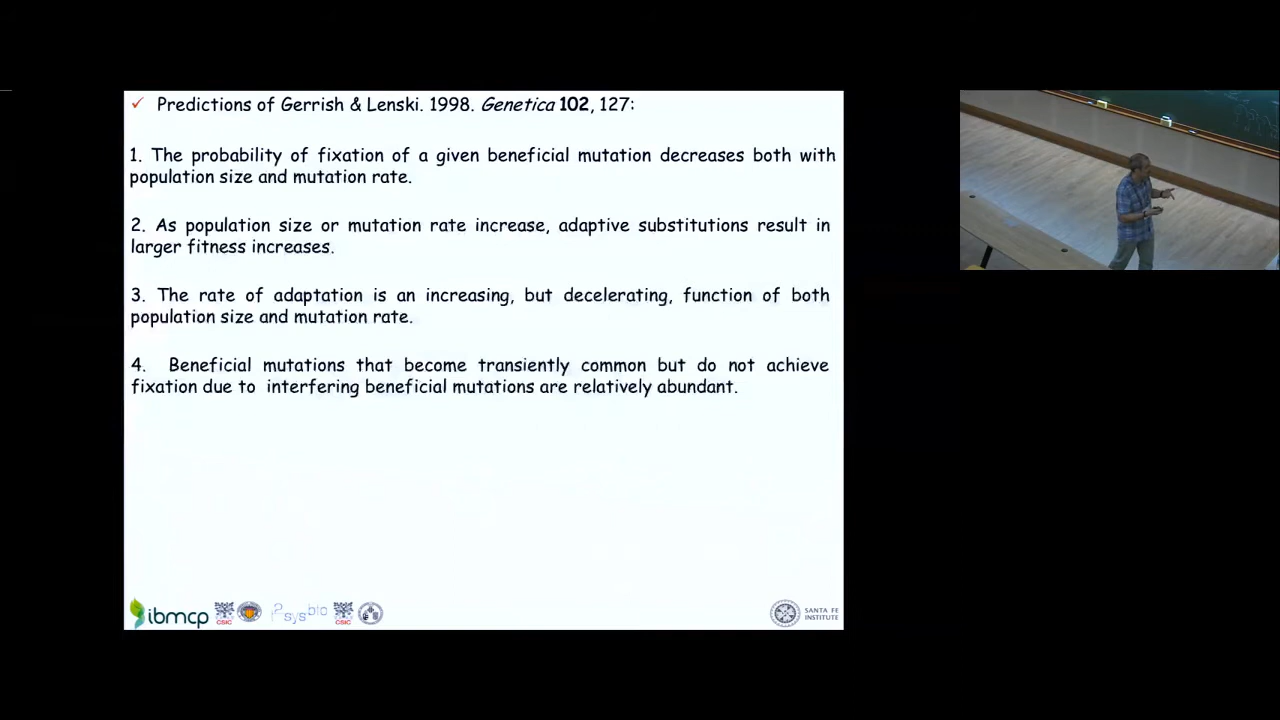 ✓ Predictions of Gerrish & Lenski. 1998. Genetica 102, 127:
1. The probability of fixation of a given beneficial mutation decreases both with
population size and mutation rate.
2. As population size or mutation rate increase, adaptive substitutions result in
larger fitness increases.
3. The rate of adaptation is an increasing, but decelerating, function of both
population size and mutation rate.
4. Beneficial mutations that become transiently common but do not achieve
fixation due to interfering beneficial mutations are relatively abundant.
ibmcp CSIC i2sysbio CSIC
SANTA FE
INSTITUTE